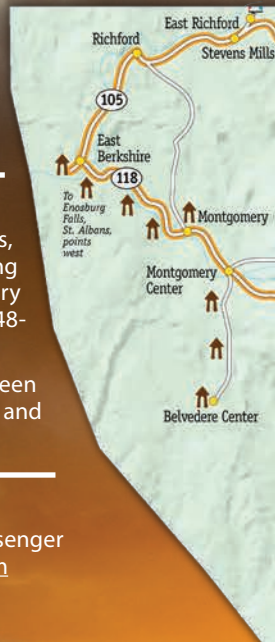 East Richford
Richford
Stevens Mills
105
East
Berkshire
118
To
Enosburg
Falls,
St. Albans,
points
west
Montgomery
Montgomery
Center
Belvedere Center
s,
ng
ry
48-
een
and
senger